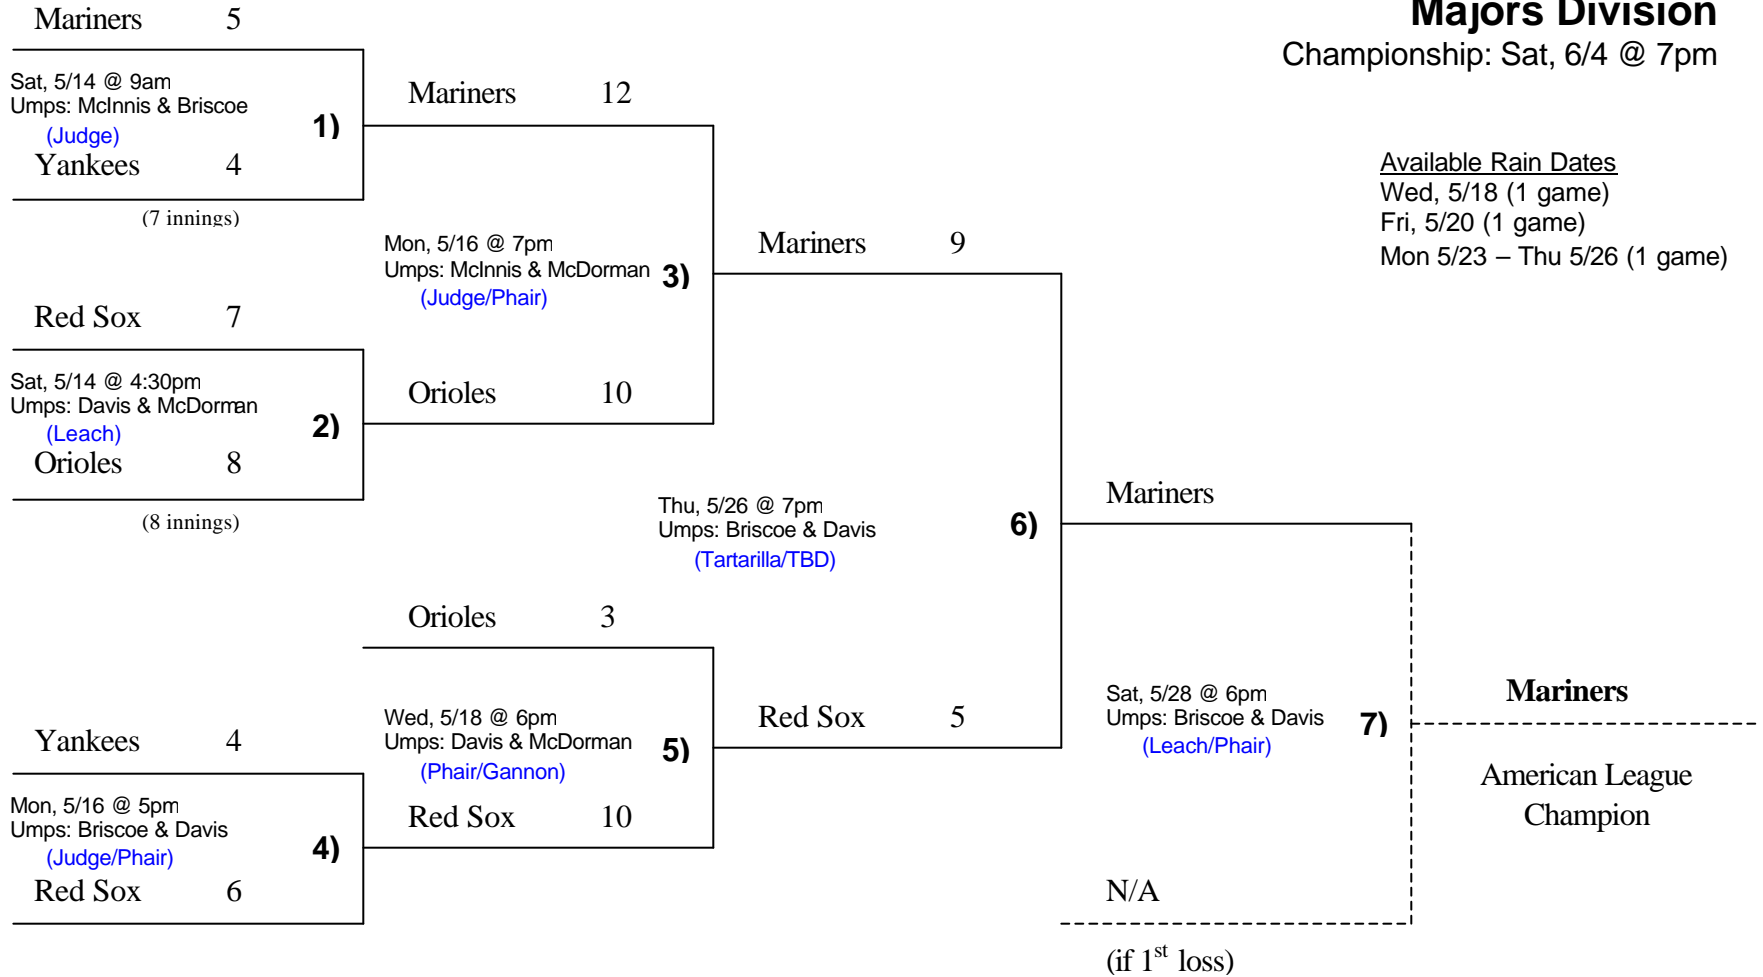 Majors Division
Championship: Sat, 6/4 @ 7pm
Available Rain Dates
Wed, 5/18 (1 game)
Fri, 5/20 (1 game)
Mon 5/23 – Thu 5/26 (1 game)
Mariners 5
Sat, 5/14 @ 9am
Umps: McInnis & Briscoe
(Judge)
1)
Yankees 4
(7 innings)
Red Sox 7
Sat, 5/14 @ 4:30pm
Umps: Davis & McDorman
(Leach)
2)
Orioles 8
(8 innings)
Mariners 12
Mon, 5/16 @ 7pm
Umps: McInnis & McDorman
(Judge/Phair)
3)
Orioles 10
Yankees 4
Mon, 5/16 @ 5pm
Umps: Briscoe & Davis
(Judge/Phair)
4)
Red Sox 6
Orioles 3
Wed, 5/18 @ 6pm
Umps: Davis & McDorman
(Phair/Gannon)
5)
Red Sox 10
Mariners 9
Thu, 5/26 @ 7pm
Umps: Briscoe & Davis
(Tartarilla/TBD)
6)
Red Sox 5
Mariners
Sat, 5/28 @ 6pm
Umps: Briscoe & Davis
(Leach/Phair)
7)
N/A
(if 1st loss)
Mariners
American League
Champion